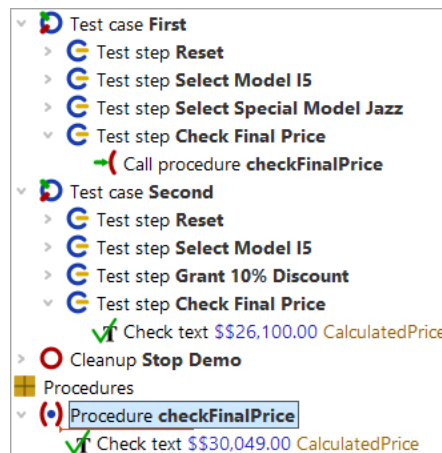 Test case First
Test step Reset
Test step Select Model I5
Test step Select Special Model Jazz
Test step Check Final Price
Call procedure checkFinalPrice
Test case Second
Test step Reset
Test step Select Model I5
Test step Grant 10% Discount
Test step Check Final Price
Check text $$26,100.00 CalculatedPrice
Cleanup Stop Demo
Procedures
Procedure checkFinalPrice
Check text $$30,049.00 CalculatedPrice